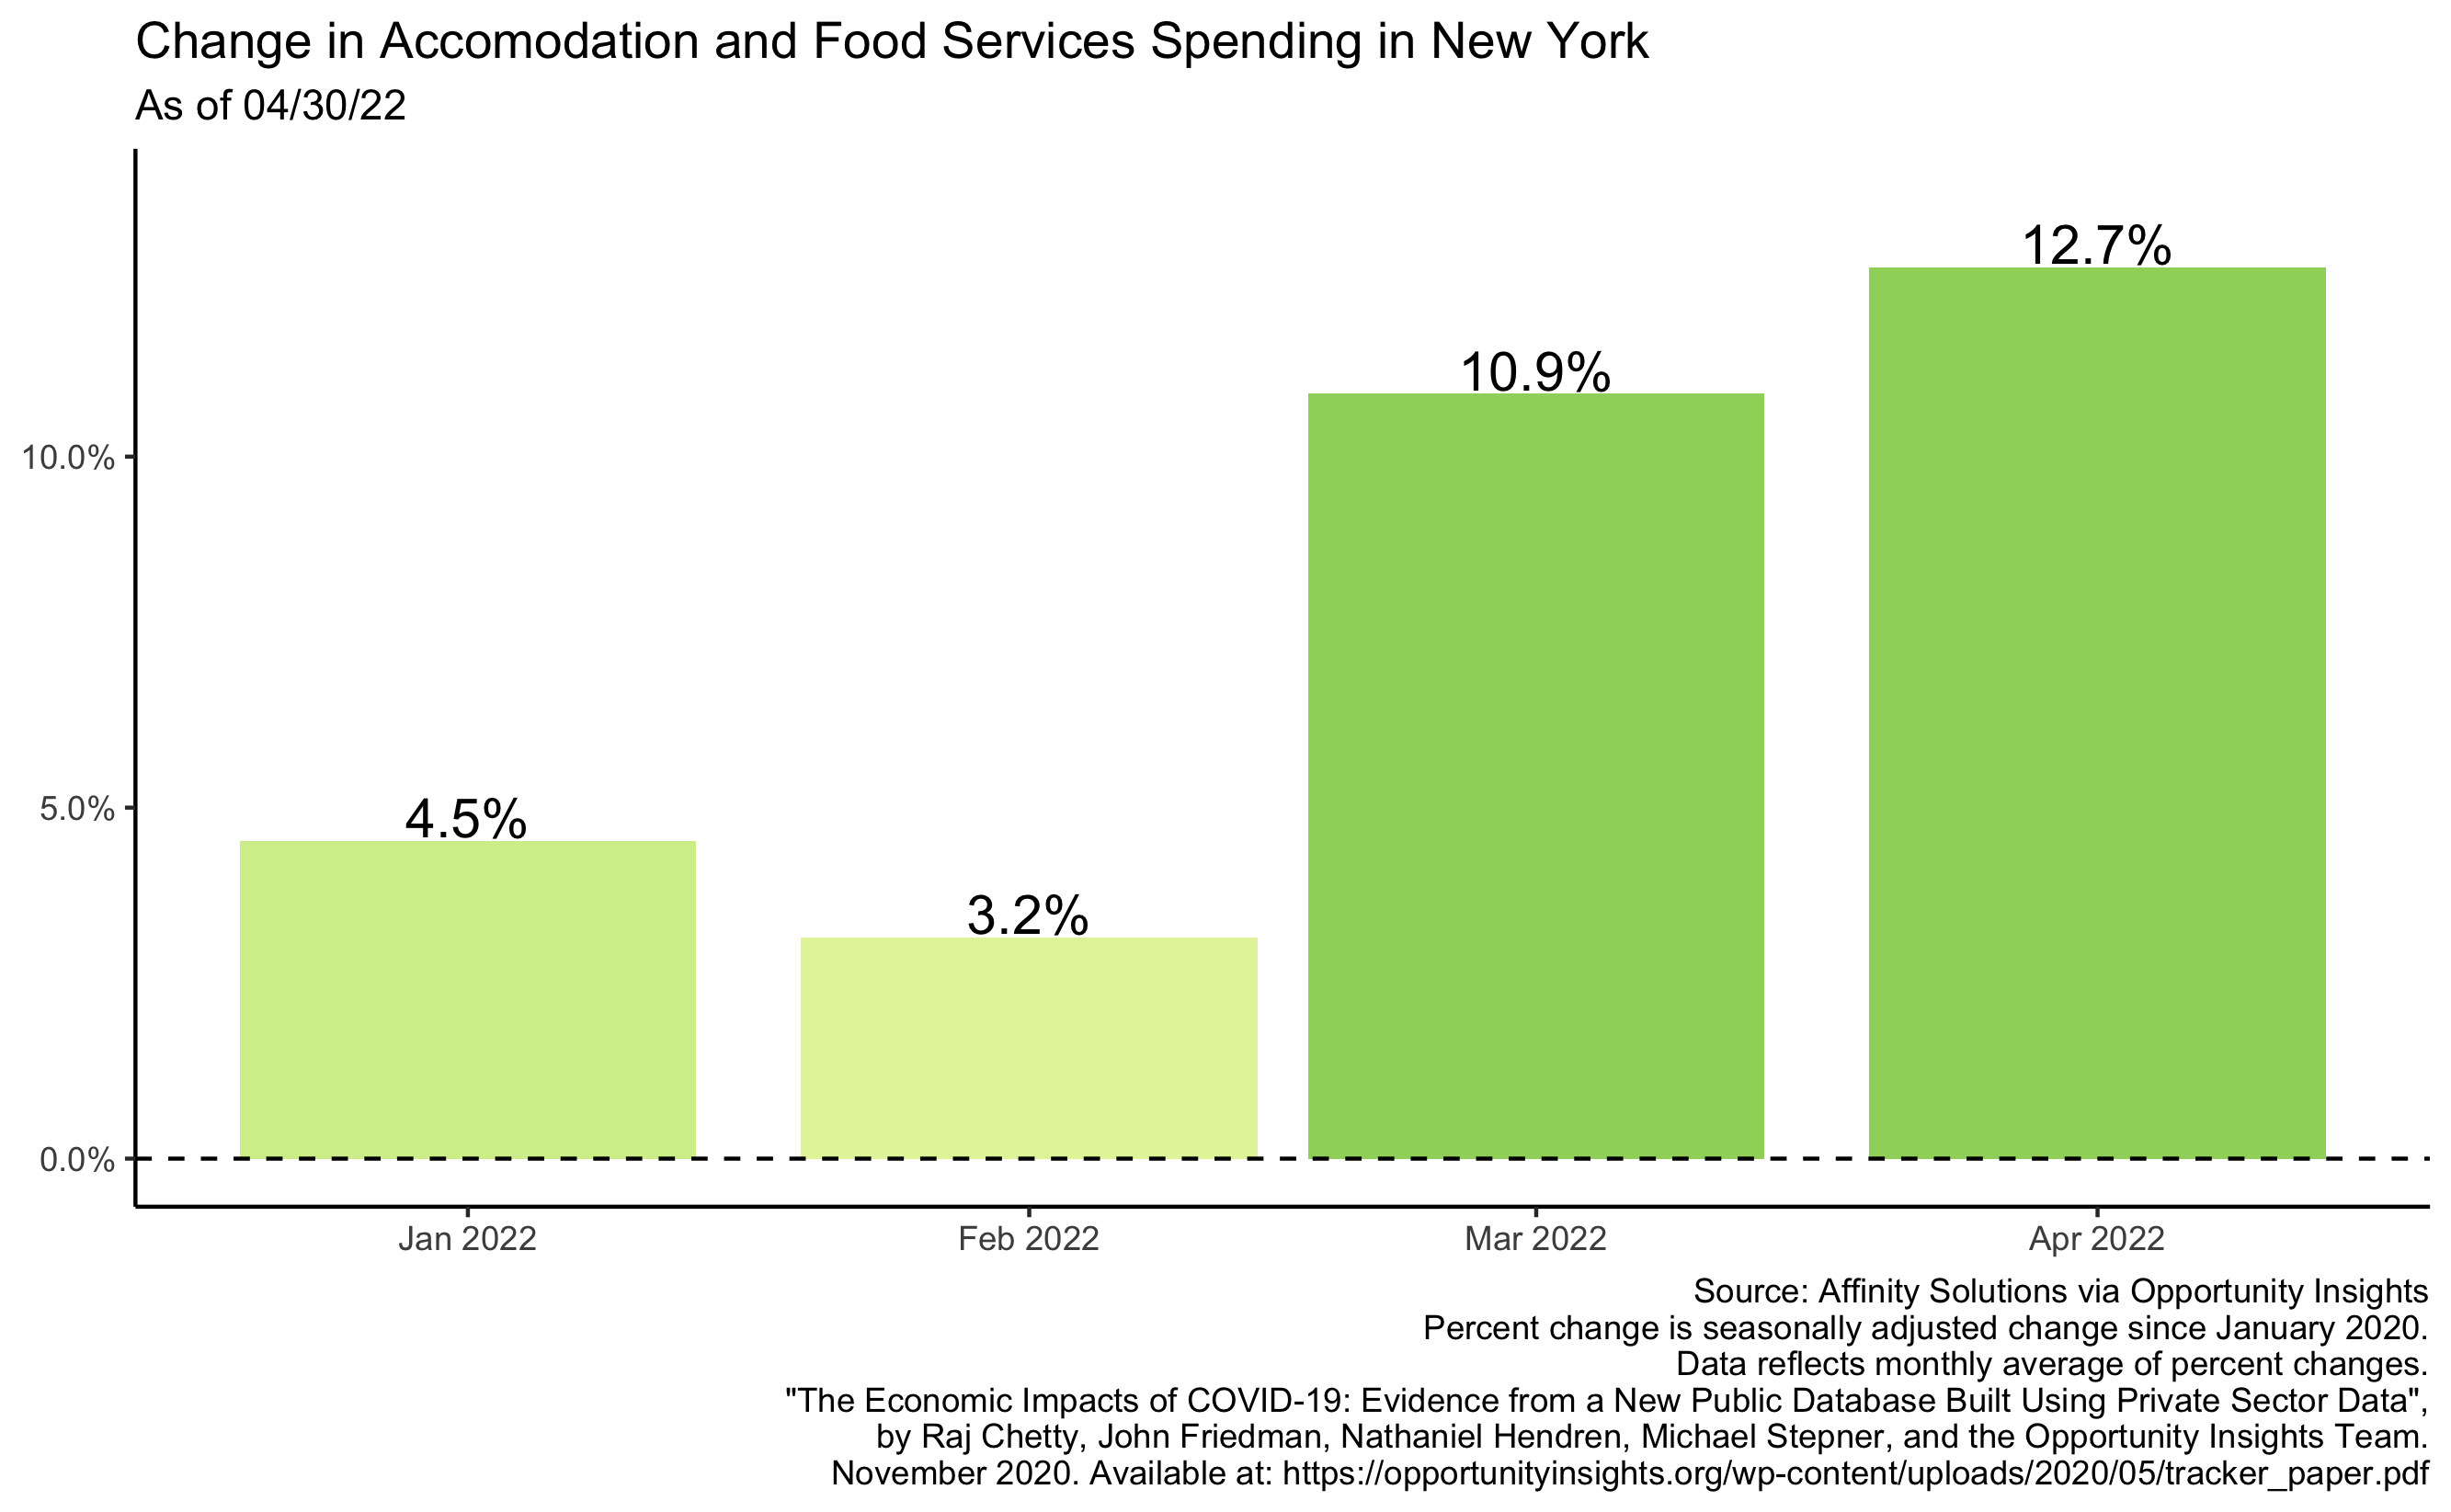 Change in Accomodation and Food Services Spending in New York
As of 04/30/22
12.7%
10.9%
10.0%
5.0%
4.5%
3.2%
0.0%
Jan 2022
Feb 2022
Mar 2022
Apr 2022
Source: Affinity Solutions via Opportunity Insights
Percent change is seasonally adjusted change since January 2020.
Data reflects monthly average of percent changes.
"The Economic Impacts of COVID-19: Evidence from a New Public Database Built Using Private Sector Data",
by Raj Chetty, John Friedman, Nathaniel Hendren, Michael Stepner, and the Opportunity Insights Team.
November 2020. Available at: https://opportunityinsights.org/wp-content/uploads/2020/05/tracker_paper.pdf